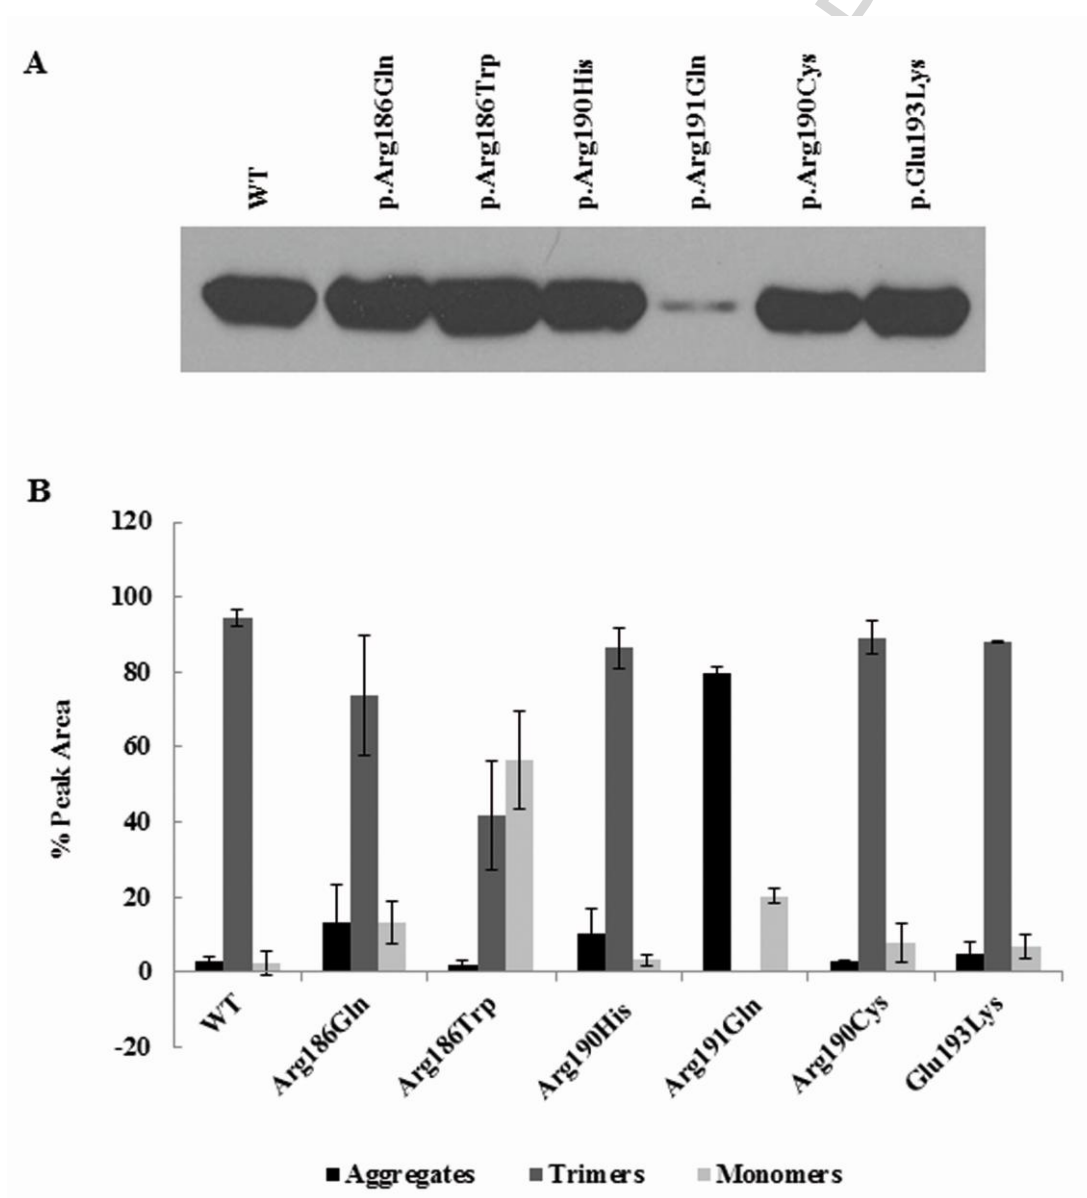 A
WT
p.Arg186Gln
p.Arg186Trp
p.Arg190His
p.Arg191Gln
p.Arg190Cys
p.Glu193Lys
B
% Peak Area
120
100
80
60
40
20
0
-20
WT
Arg186Gln
Arg186Trp
Arg190His
Arg191Gln
Arg190Cys
Glu193Lys
Aggregates Trimers Monomers